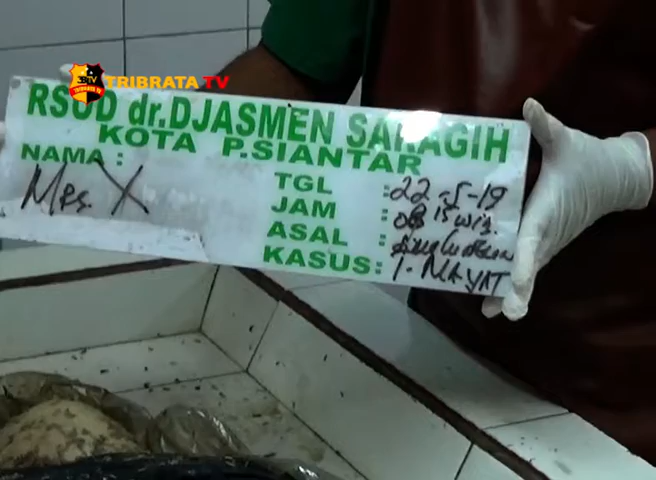 TRIBRATA TV
RSUD dr.DJASMEN SARAGIH
KOTA P.SIANTAR
NAMA :
Mrs. X
TGL : 22-5-19
JAM : 08 15 WIB.
ASAL :
KASUS: 1. MAYAT